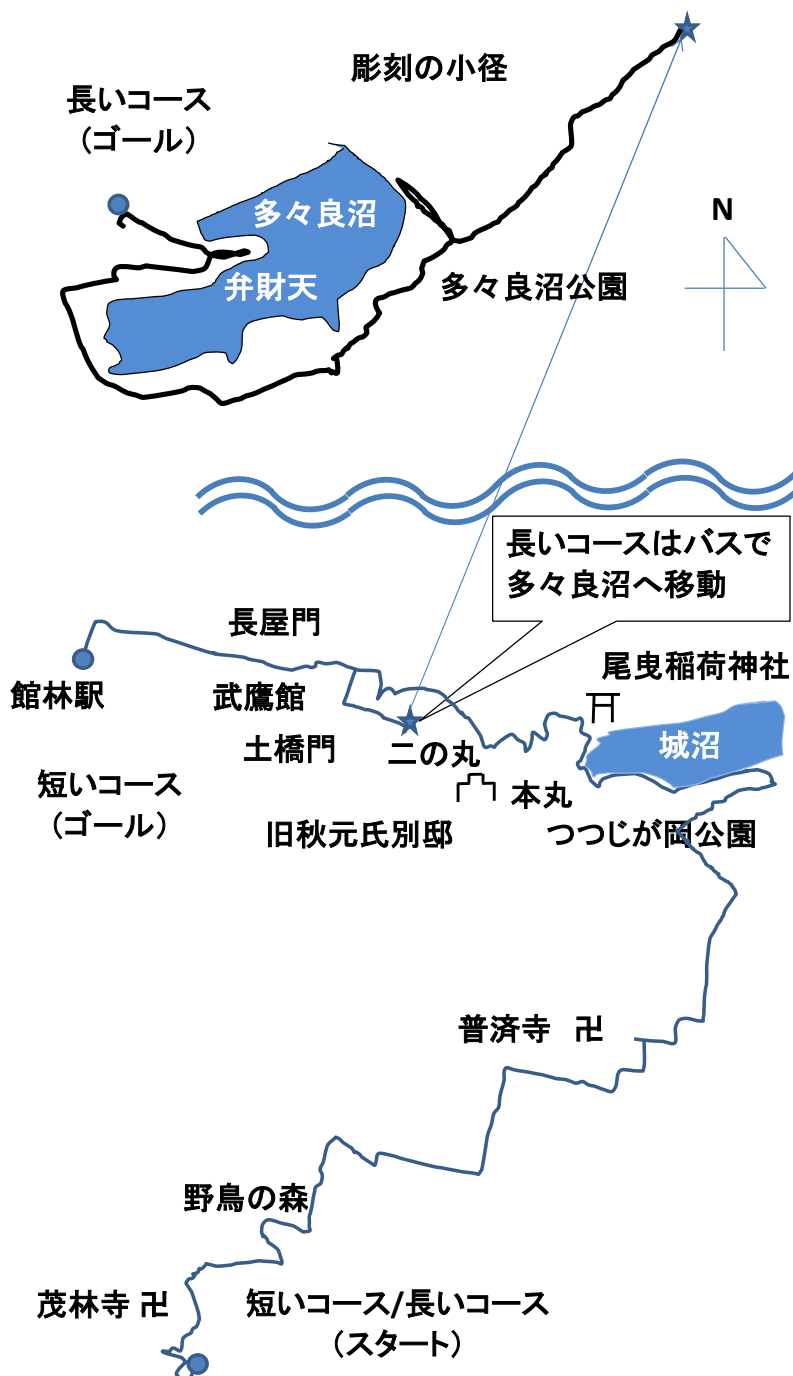 彫刻の小径
長いコース
(ゴール)
多々良沼
N
弁財天
多々良沼公園
長いコースはバスで
多々良沼へ移動
長屋門
尾曳稲荷神社
館林駅
武鷹館
城沼
土橋門
二の丸
短いコース
(ゴール)
本丸
旧秋元氏別邸
つつじが岡公園
普済寺 卍
野鳥の森
茂林寺 卍
短いコース/長いコース
(スタート)